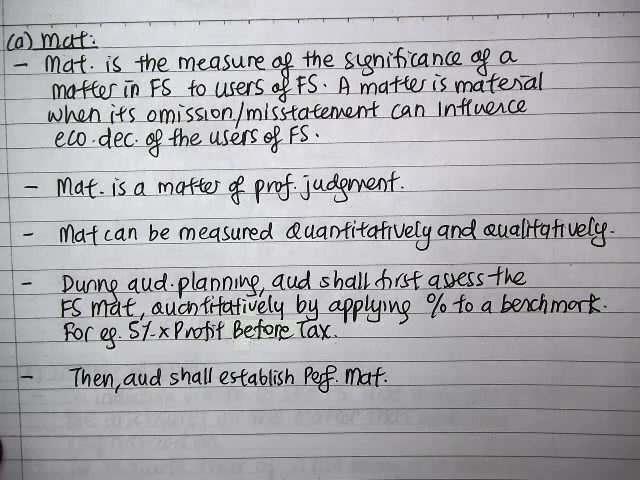 (a) Mat:
- Mat. is the measure of the significance of a
matter in FS to users of FS. A matter is material
when its omission/misstatement can influence
eco.dec. of the users of FS.
- Mat. is a matter of prof. judgment.
- Mat can be measured Quantitatively and Qualitatively.
- During aud. planning, aud shall first assess the
FS Mat, quantitatively by applying % to a benchmark.
For eg. 5% x Profit Before Tax.
- Then, aud shall establish Perf. Mat.